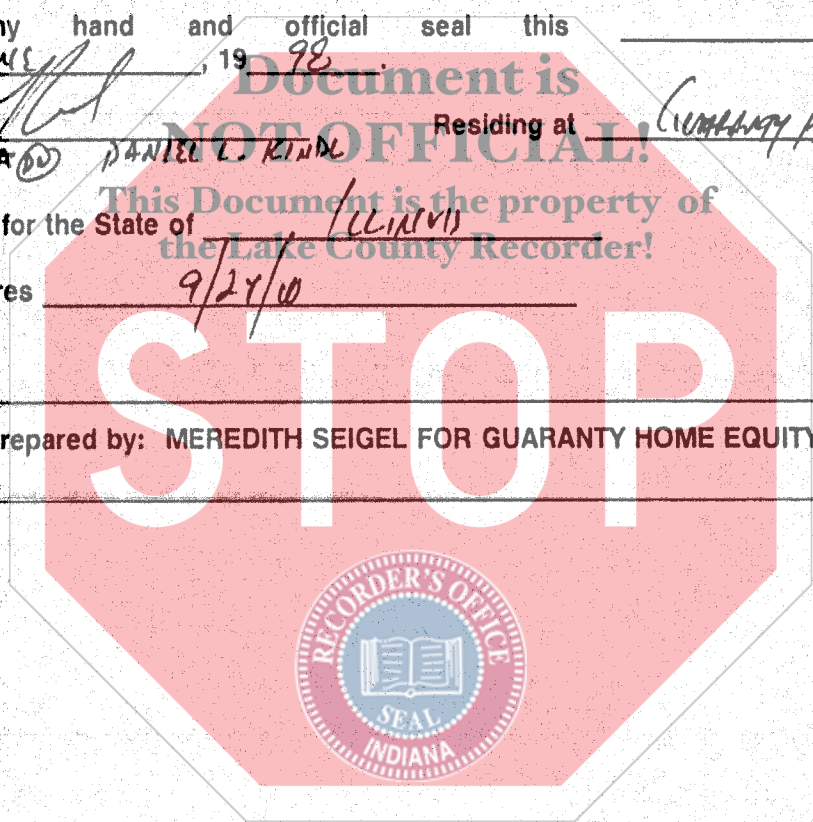 hand and official seal this
, 19 98.
Document is
NOT OFFICIAL!
Residing at
DANIEL L. KINDL
This Document is the property of
for the State of ILLINOIS
the Lake County Recorder!
9/24/00
STOP
repared by: MEREDITH SEIGEL FOR GUARANTY HOME EQUITY
RECORDER'S OFFICE
SEAL
INDIANA